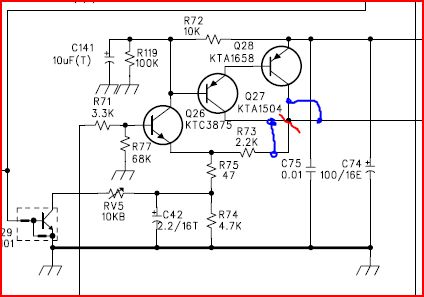 R72
10K
Q28
KTA1658
C141
10uF(T)
R119
100K
Q27
KTA1504
R71
3.3K
Q26
KTC3875
R73
2.2K
R77
68K
R75
47
C75
0.01
C74
100/16E
RV5
10KB
C42
2.2/16T
R74
4.7K
29
01